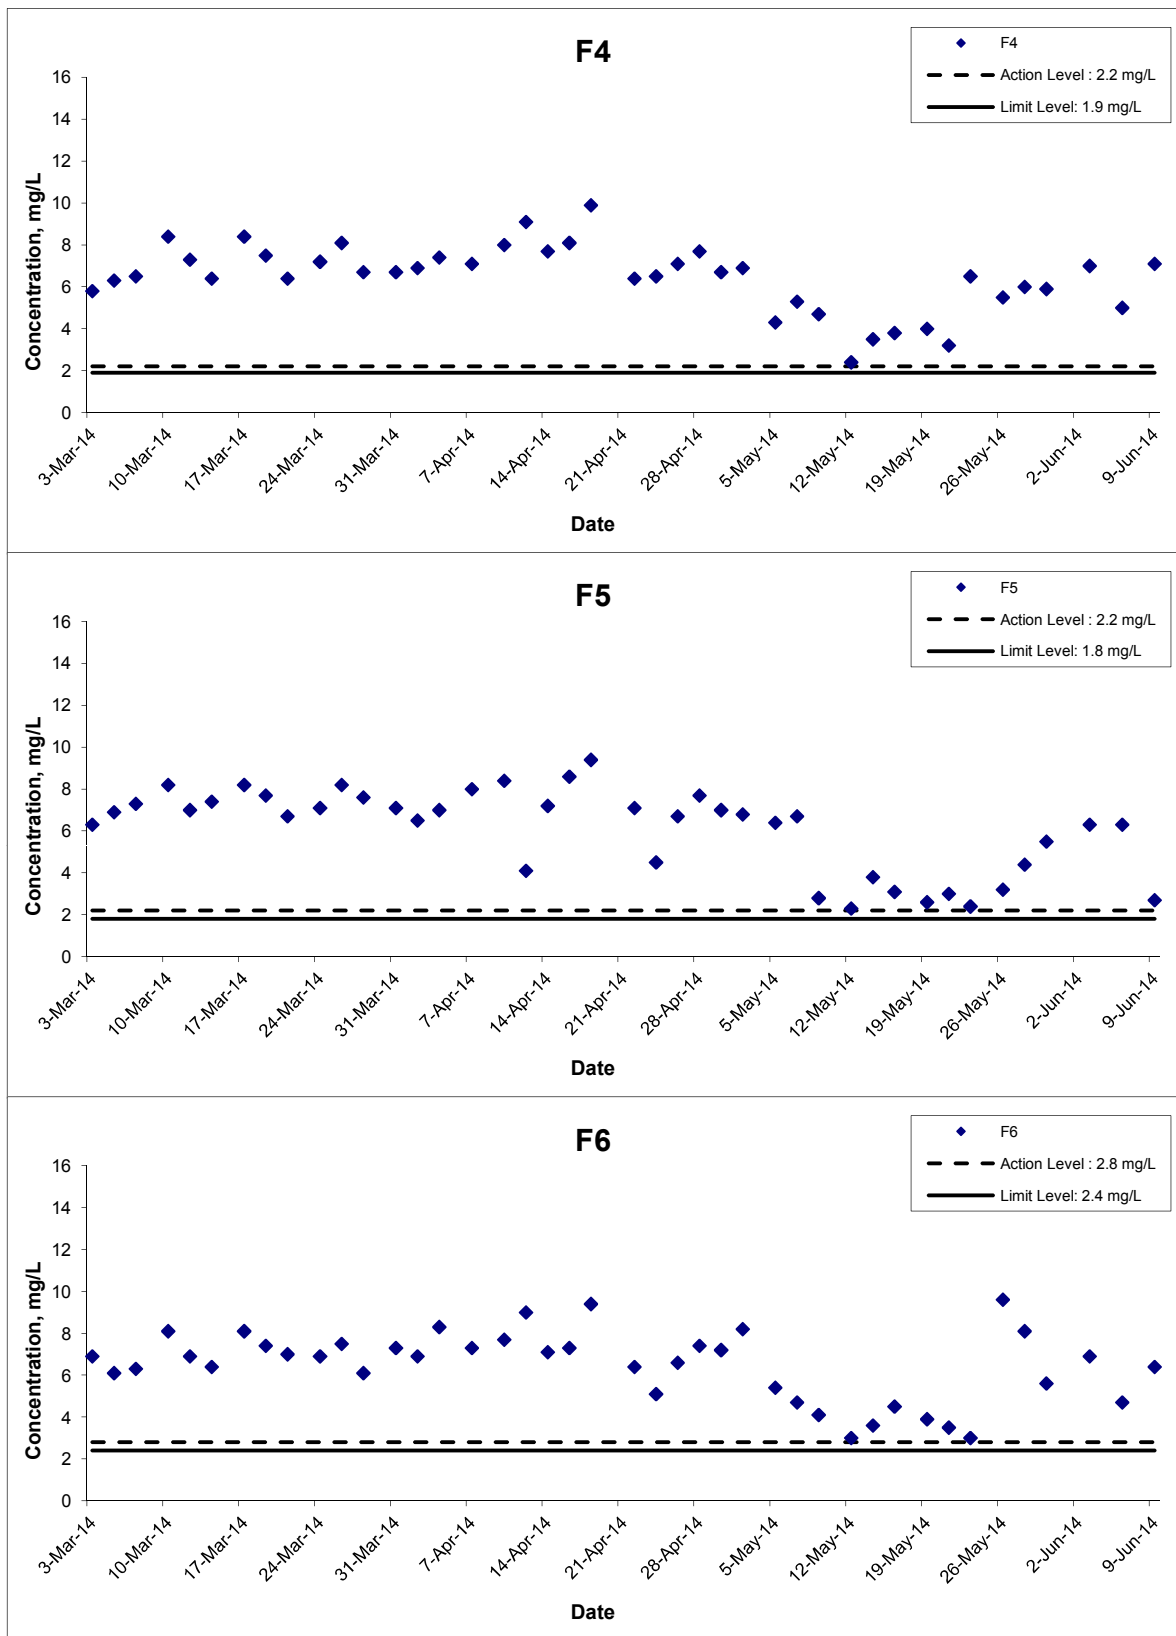 F4
F4
Action Level : 2.2 mg/L
Limit Level: 1.9 mg/L
Concentration, mg/L
16
14
12
10
8
6
4
2
0
3-Mar-14
10-Mar-14
17-Mar-14
24-Mar-14
31-Mar-14
7-Apr-14
14-Apr-14
21-Apr-14
28-Apr-14
5-May-14
12-May-14
19-May-14
26-May-14
2-Jun-14
9-Jun-14
Date
F5
F5
Action Level : 2.2 mg/L
Limit Level: 1.8 mg/L
Concentration, mg/L
16
14
12
10
8
6
4
2
0
3-Mar-14
10-Mar-14
17-Mar-14
24-Mar-14
31-Mar-14
7-Apr-14
14-Apr-14
21-Apr-14
28-Apr-14
5-May-14
12-May-14
19-May-14
26-May-14
2-Jun-14
9-Jun-14
Date
F6
F6
Action Level : 2.8 mg/L
Limit Level: 2.4 mg/L
Concentration, mg/L
16
14
12
10
8
6
4
2
0
3-Mar-14
10-Mar-14
17-Mar-14
24-Mar-14
31-Mar-14
7-Apr-14
14-Apr-14
21-Apr-14
28-Apr-14
5-May-14
12-May-14
19-May-14
26-May-14
2-Jun-14
9-Jun-14
Date